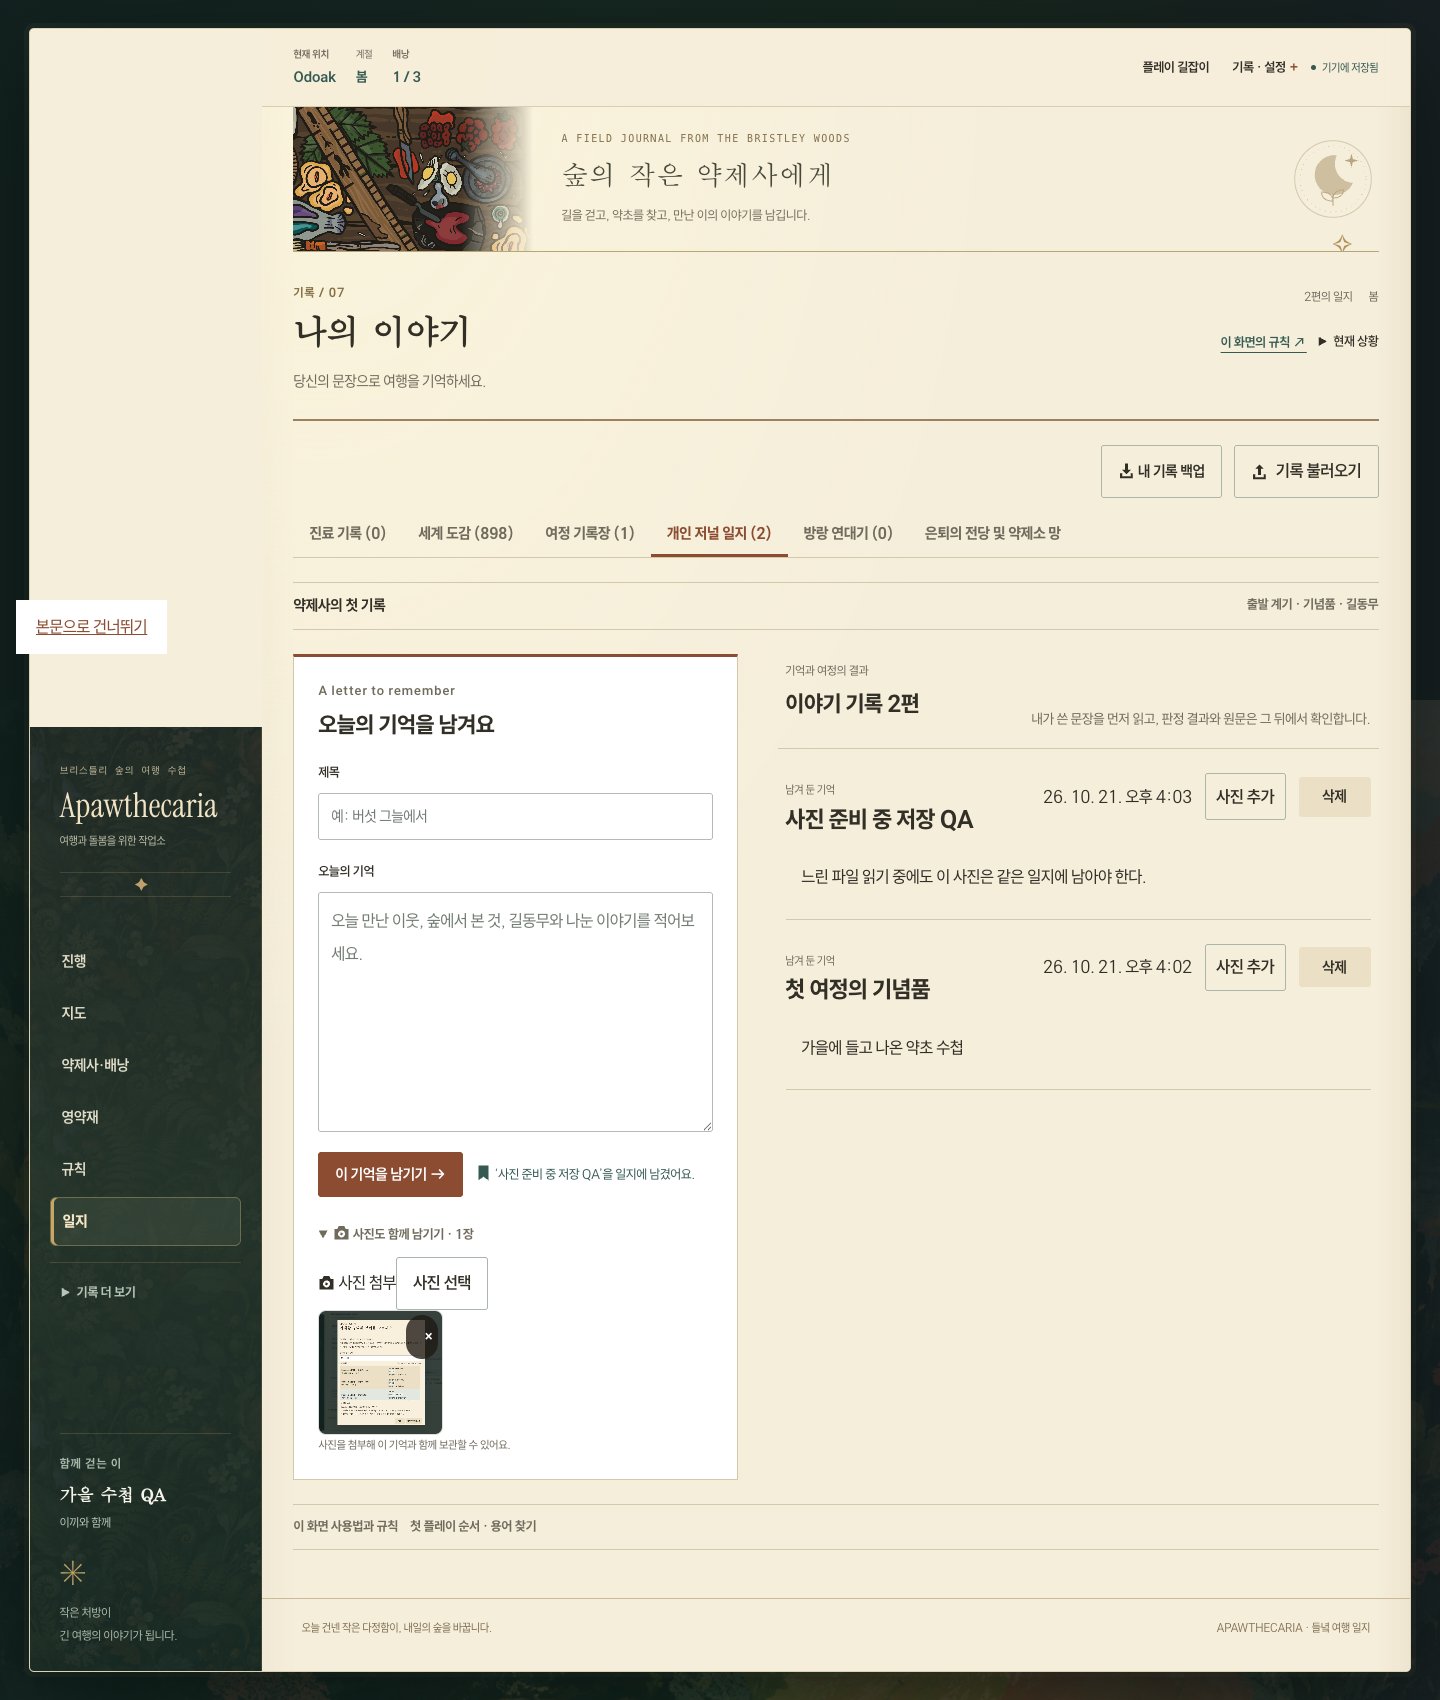 현재 위치
Odoak
계절
봄
배낭
1 / 3
플레이 길잡이
기록 · 설정 +
기기에 저장됨
A FIELD JOURNAL FROM THE BRISTLEY WOODS
숲의 작은 약제사에게
길을 걷고, 약초를 찾고, 만난 이의 이야기를 남깁니다.
기록 / 07
나의 이야기
당신의 문장으로 여행을 기억하세요.
2편의 일지 봄
이 화면의 규칙 ↗
▶ 현재 상황
내 기록 백업
기록 불러오기
진료 기록 (0)
세계 도감 (898)
여정 기록장 (1)
개인 저널 일지 (2)
방랑 연대기 (0)
은퇴의 전당 및 약제소 망
약제사의 첫 기록
출발 계기 · 기념품 · 길동무
본문으로 건너뛰기
A letter to remember
오늘의 기억을 남겨요
제목
예: 버섯 그늘에서
오늘의 기억
오늘 만난 이웃, 숲에서 본 것, 길동무와 나눈 이야기를 적어보
세요.
이 기억을 남기기 →
‘사진 준비 중 저장 QA’을 일지에 남겼어요.
▼ 사진도 함께 남기기 · 1장
사진 첨부
사진 선택
×
사진을 첨부해 이 기억과 함께 보관할 수 있어요.
기억과 여정의 결과
이야기 기록 2편
내가 쓴 문장을 먼저 읽고, 판정 결과와 원문은 그 뒤에서 확인합니다.
남겨 둔 기억
사진 준비 중 저장 QA
26. 10. 21. 오후 4:03
사진 추가
삭제
느린 파일 읽기 중에도 이 사진은 같은 일지에 남아야 한다.
남겨 둔 기억
첫 여정의 기념품
26. 10. 21. 오후 4:02
사진 추가
삭제
가을에 들고 나온 약초 수첩
브리스틀리 숲의 여행 수첩
Apawthecaria
여행과 돌봄을 위한 작업소
진행
지도
약제사·배낭
영약재
규칙
일지
▶ 기록 더 보기
함께 걷는 이
가을 수첩 QA
이끼와 함께
작은 처방이
긴 여행의 이야기가 됩니다.
이 화면 사용법과 규칙
첫 플레이 순서 · 용어 찾기
오늘 건넨 작은 다정함이, 내일의 숲을 바꿉니다.
APAWTHECARIA · 들녘 여행 일지